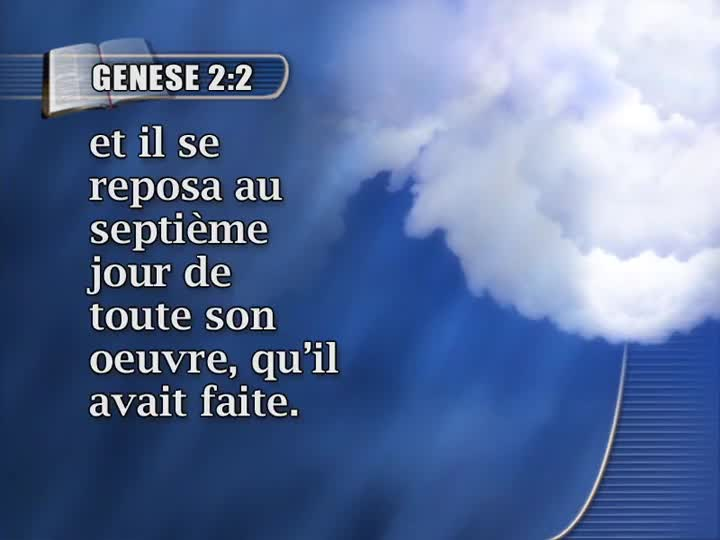 GENESE 2:2
et il se
reposa au
septième
jour de
toute son
oeuvre, qu’il
avait faite.